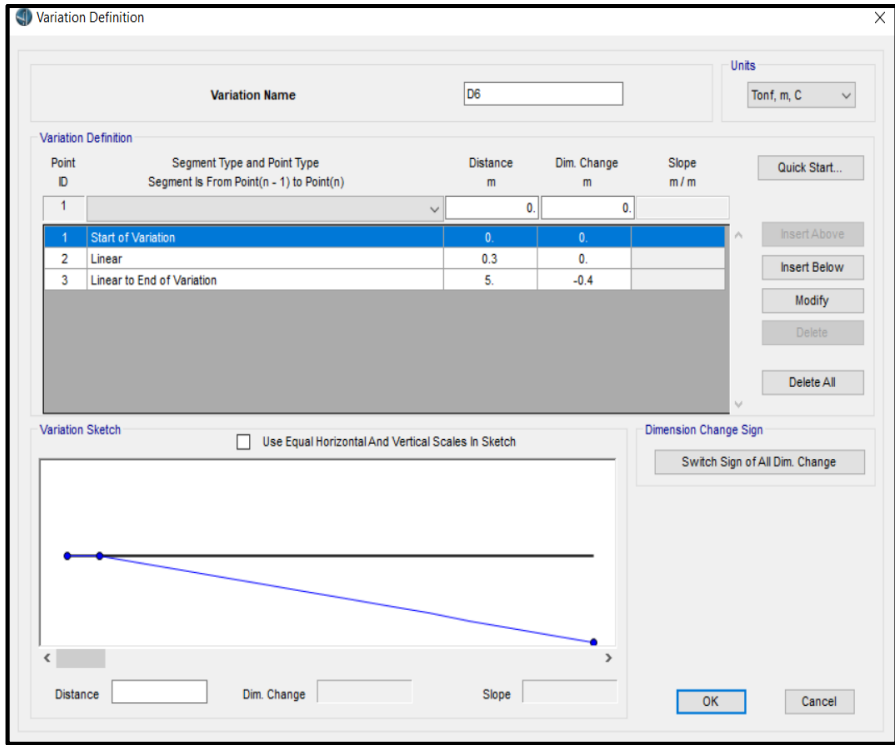 Variation Definition
Units
Variation Name D6 Tonf, m, C
Variation Definition
Point Segment Type and Point Type Distance Dim. Change Slope
ID Segment Is From Point(n - 1) to Point(n) m m m / m
Quick Start...
1 0. 0.
1 Start of Variation 0. 0.
2 Linear 0.3 0.
3 Linear to End of Variation 5. -0.4
Insert Above
Insert Below
Modify
Delete
Delete All
Variation Sketch
Use Equal Horizontal And Vertical Scales In Sketch
Dimension Change Sign
Switch Sign of All Dim. Change
Distance Dim. Change Slope
OK Cancel